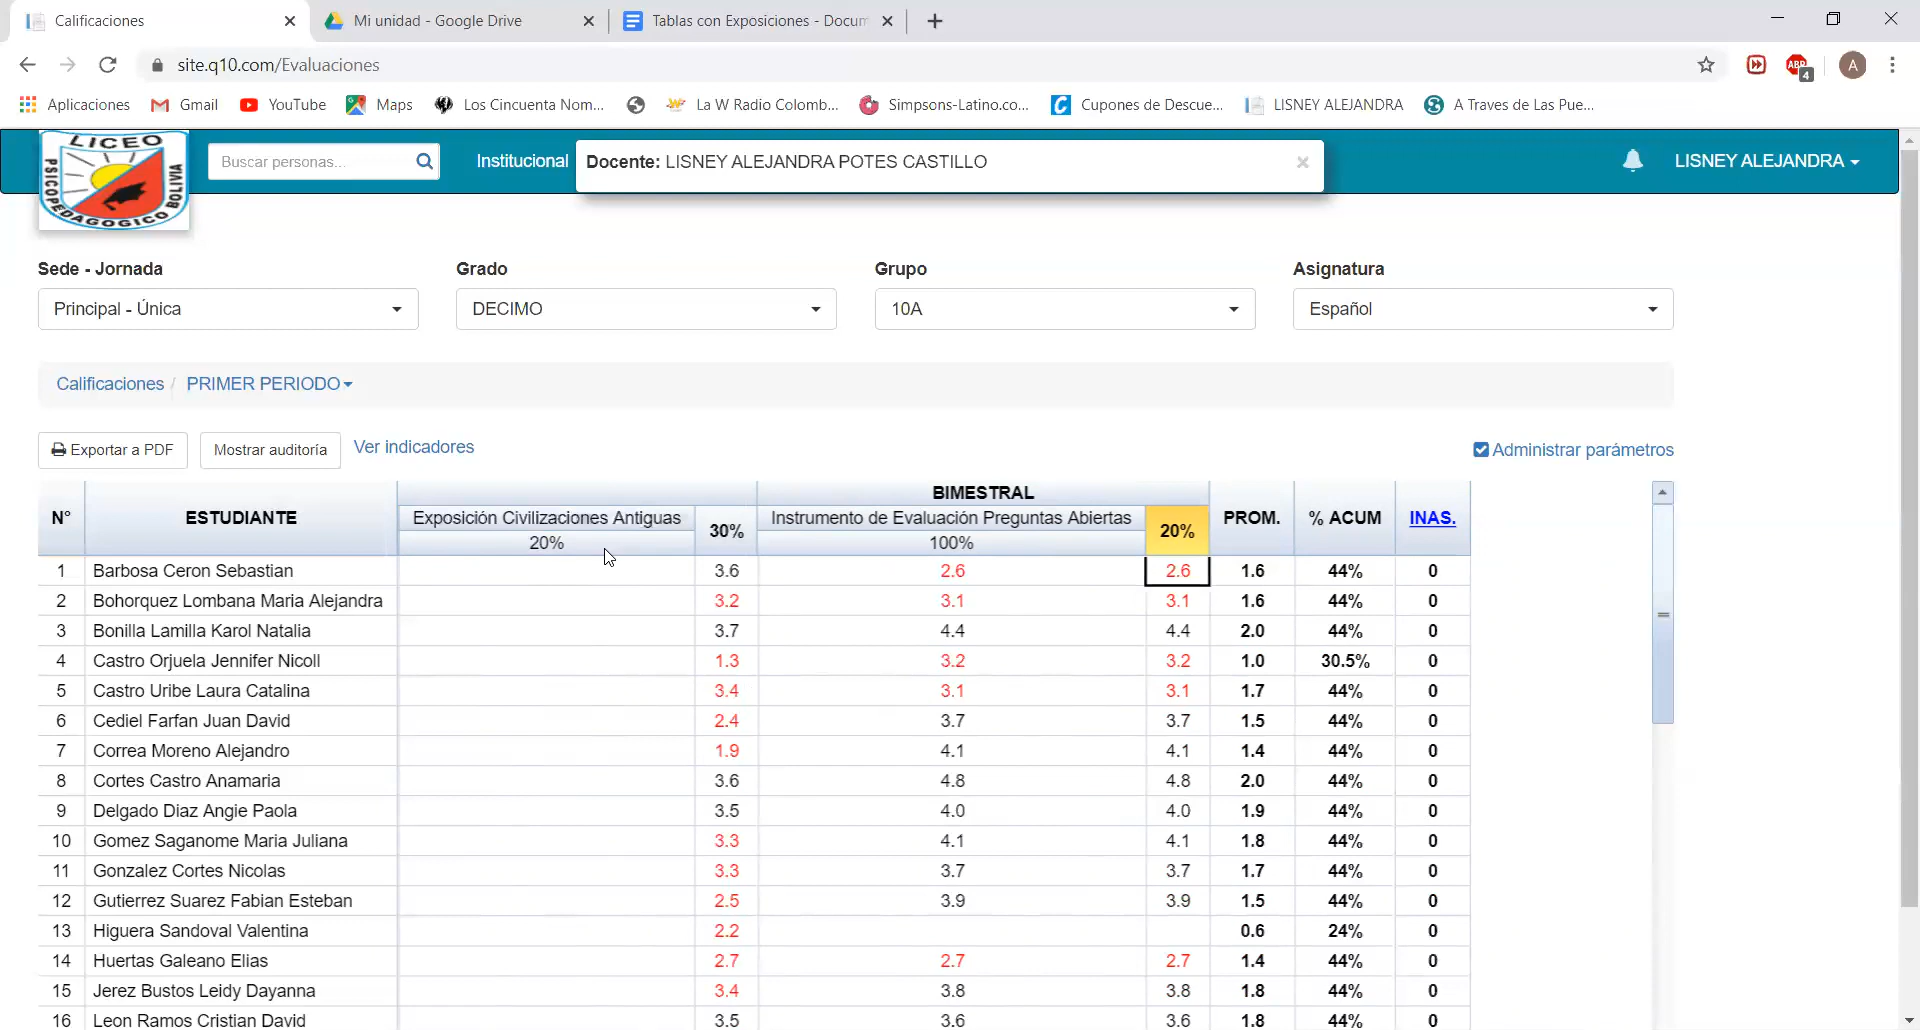 Calificaciones
Mi unidad - Google Drive
Tablas con Exposiciones - Docum
site.q10.com/Evaluaciones
ABP 4
A
Aplicaciones Gmail YouTube Maps Los Cincuenta Nom... La W Radio Colomb... Simpsons-Latino.co... Cupones de Descue... LISNEY ALEJANDRA A Traves de Las Pue...
LICEO PSICOPEDAGOGICO BOLIVIA
Buscar personas...
Institucional
Docente: LISNEY ALEJANDRA POTES CASTILLO
LISNEY ALEJANDRA
Sede - Jornada Grado Grupo Asignatura
Principal - Única DECIMO 10A Español
Calificaciones / PRIMER PERIODO
Exportar a PDF Mostrar auditoría Ver indicadores Administrar parámetros
BIMESTRAL
N° ESTUDIANTE Exposición Civilizaciones Antiguas 30% Instrumento de Evaluación Preguntas Abiertas 20% PROM. % ACUM INAS.
20% 100%
1 Barbosa Ceron Sebastian 3.6 2.6 2.6 1.6 44% 0
2 Bohorquez Lombana Maria Alejandra 3.2 3.1 3.1 1.6 44% 0
3 Bonilla Lamilla Karol Natalia 3.7 4.4 4.4 2.0 44% 0
4 Castro Orjuela Jennifer Nicoll 1.3 3.2 3.2 1.0 30.5% 0
5 Castro Uribe Laura Catalina 3.4 3.1 3.1 1.7 44% 0
6 Cediel Farfan Juan David 2.4 3.7 3.7 1.5 44% 0
7 Correa Moreno Alejandro 1.9 4.1 4.1 1.4 44% 0
8 Cortes Castro Anamaria 3.6 4.8 4.8 2.0 44% 0
9 Delgado Diaz Angie Paola 3.5 4.0 4.0 1.9 44% 0
10 Gomez Saganome Maria Juliana 3.3 4.1 4.1 1.8 44% 0
11 Gonzalez Cortes Nicolas 3.3 3.7 3.7 1.7 44% 0
12 Gutierrez Suarez Fabian Esteban 2.5 3.9 3.9 1.5 44% 0
13 Higuera Sandoval Valentina 2.2 0.6 24% 0
14 Huertas Galeano Elias 2.7 2.7 2.7 1.4 44% 0
15 Jerez Bustos Leidy Dayanna 3.4 3.8 3.8 1.8 44% 0
16 Leon Ramos Cristian David 3.5 3.6 3.6 1.8 44% 0